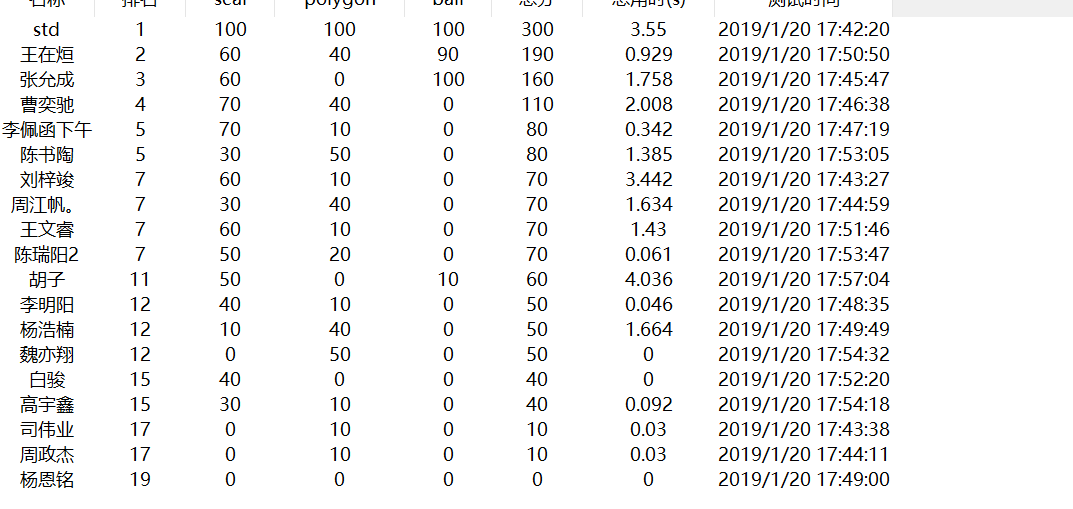 名称 排名 scar polygon ball 总分 总用时(s) 测试时间
std 1 100 100 100 300 3.55 2019/1/20 17:42:20
王在烜 2 60 40 90 190 0.929 2019/1/20 17:50:50
张允成 3 60 0 100 160 1.758 2019/1/20 17:45:47
曹奕驰 4 70 40 0 110 2.008 2019/1/20 17:46:38
李佩函下午 5 70 10 0 80 0.342 2019/1/20 17:47:19
陈书陶 5 30 50 0 80 1.385 2019/1/20 17:53:05
刘梓竣 7 60 10 0 70 3.442 2019/1/20 17:43:27
周江帆。 7 30 40 0 70 1.634 2019/1/20 17:44:59
王文睿 7 60 10 0 70 1.43 2019/1/20 17:51:46
陈瑞阳2 7 50 20 0 70 0.061 2019/1/20 17:53:47
胡子 11 50 0 10 60 4.036 2019/1/20 17:57:04
李明阳 12 40 10 0 50 0.046 2019/1/20 17:48:35
杨浩楠 12 10 40 0 50 1.664 2019/1/20 17:49:49
魏亦翔 12 0 50 0 50 0 2019/1/20 17:54:32
白骏 15 40 0 0 40 0 2019/1/20 17:52:20
高宇鑫 15 30 10 0 40 0.092 2019/1/20 17:54:18
司伟业 17 0 10 0 10 0.03 2019/1/20 17:43:38
周政杰 17 0 10 0 10 0.03 2019/1/20 17:44:11
杨恩铭 19 0 0 0 0 0 2019/1/20 17:49:00